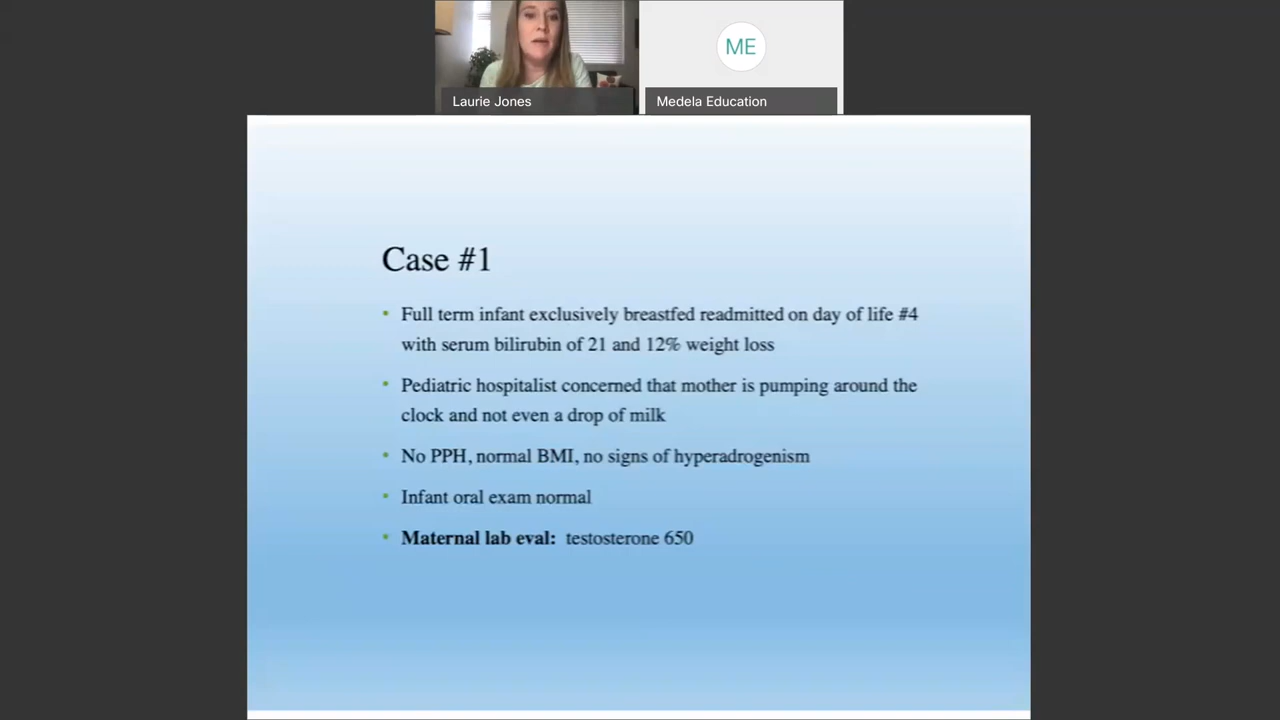 ME
Laurie Jones
Medela Education
Case #1
• Full term infant exclusively breastfed readmitted on day of life #4
with serum bilirubin of 21 and 12% weight loss
• Pediatric hospitalist concerned that mother is pumping around the
clock and not even a drop of milk
• No PPH, normal BMI, no signs of hyperadrogenism
• Infant oral exam normal
• Maternal lab eval: testosterone 650